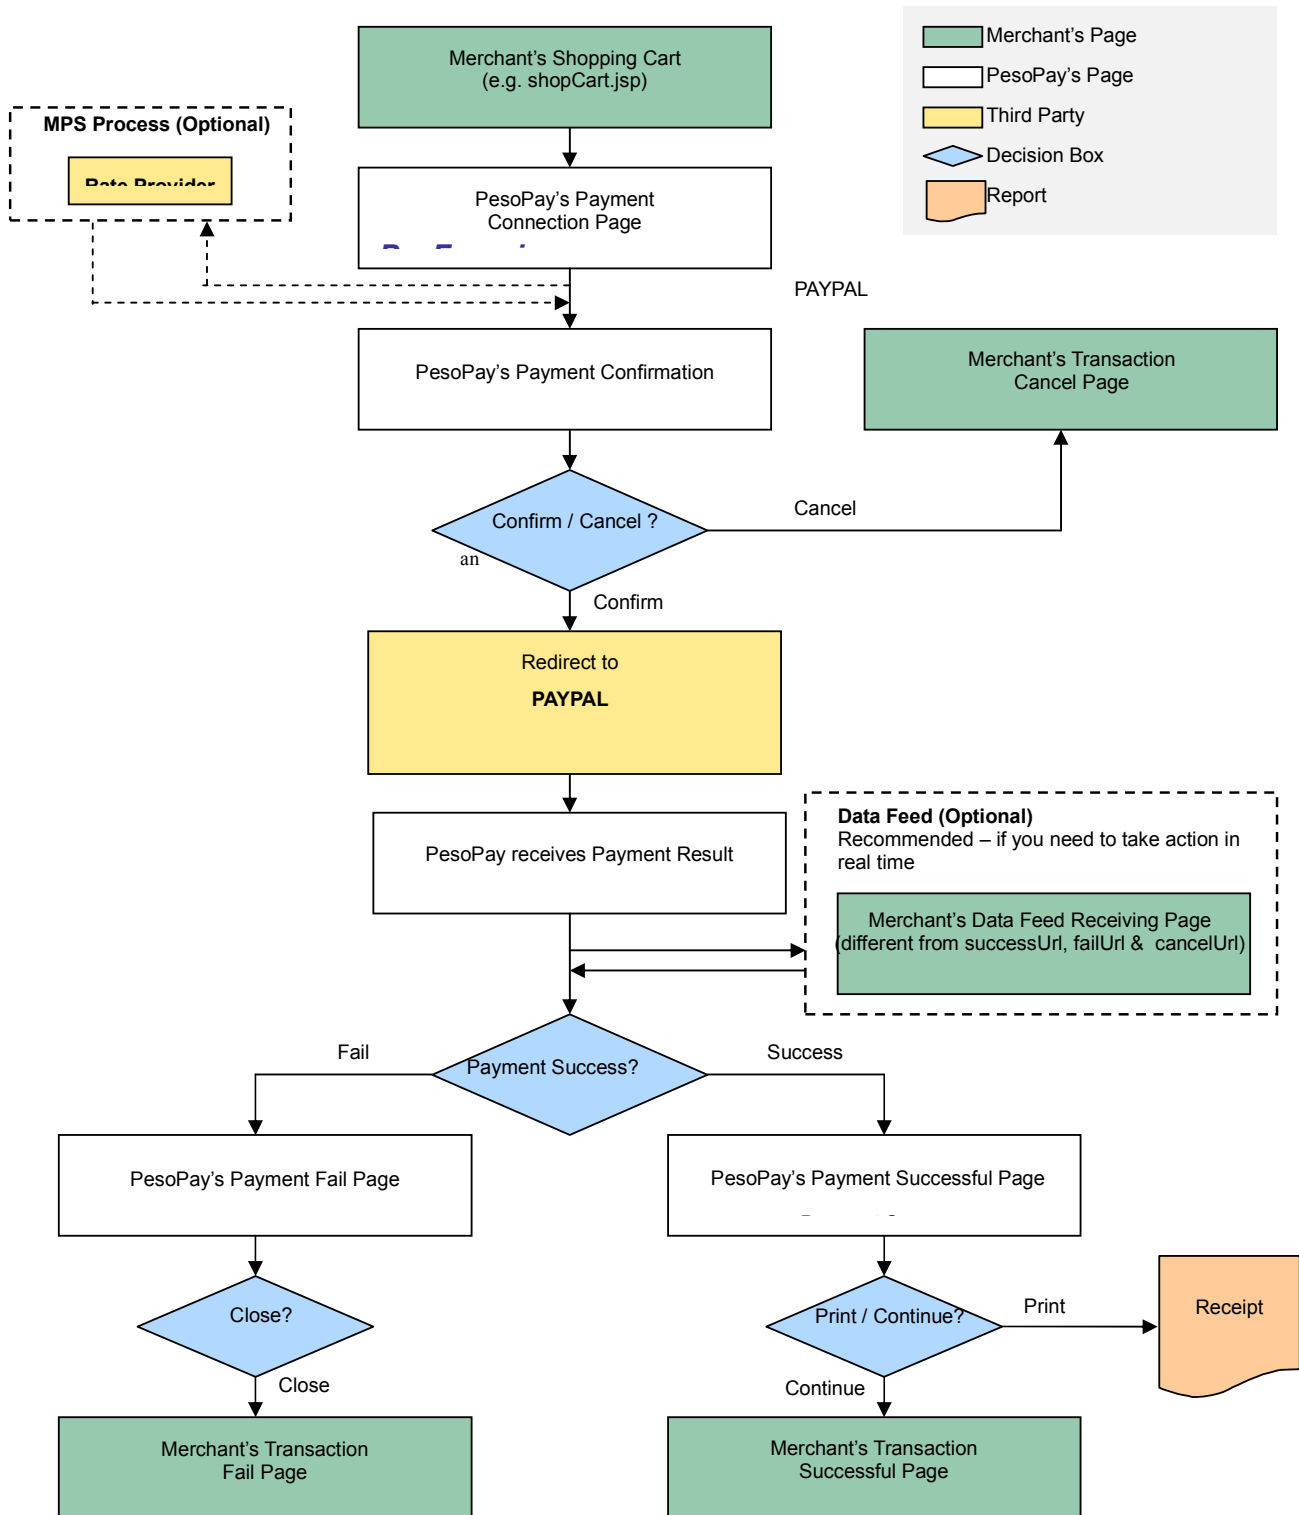 Merchant's Shopping Cart
(e.g. shopCart.jsp)
Merchant's Page
PesoPay's Page
Third Party
Decision Box
Report
MPS Process (Optional)
Rate Provider
PesoPay's Payment
Connection Page
PAYPAL
PesoPay's Payment Confirmation
Merchant's Transaction
Cancel Page
Confirm / Cancel ?
an
Cancel
Confirm
Redirect to
PAYPAL
PesoPay receives Payment Result
Data Feed (Optional)
Recommended – if you need to take action in
real time
Merchant's Data Feed Receiving Page
(different from successUrl, failUrl &  cancelUrl)
Fail
Payment Success?
Success
PesoPay's Payment Fail Page
PesoPay's Payment Successful Page
Close?
Print / Continue?
Print
Receipt
Close
Continue
Merchant's Transaction
Fail Page
Merchant's Transaction
Successful Page